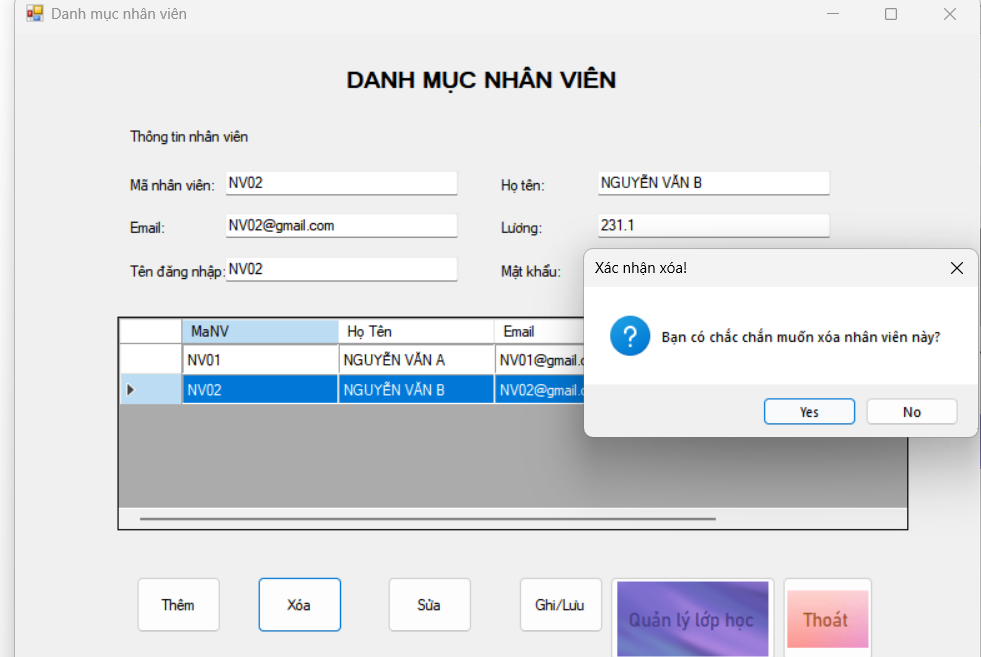 Danh mục nhân viên
DANH MỤC NHÂN VIÊN
Thông tin nhân viên
Mã nhân viên: NV02 Họ tên: NGUYỄN VĂN B
Email: NV02@gmail.com Lương: 231.1
Tên đăng nhập: NV02 Mật khẩu:
Xác nhận xóa!
Bạn có chắc chắn muốn xóa nhân viên này?
Yes No
MaNV Họ Tên Email
NV01 NGUYỄN VĂN A NV01@gmail.c
NV02 NGUYỄN VĂN B NV02@gmail.c
Thêm Xóa Sửa Ghi/Lưu Quản lý lớp học Thoát